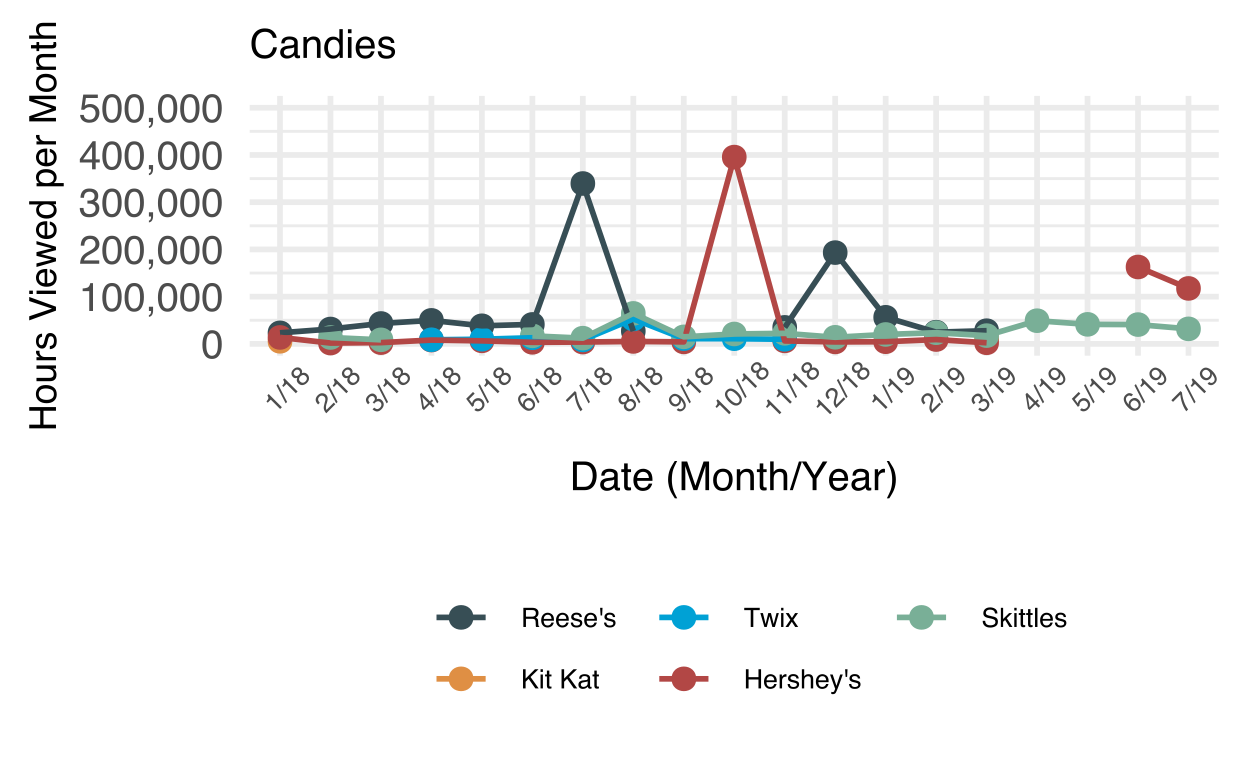 Candies
Hours Viewed per Month
500,000
400,000
300,000
200,000
100,000
0
1/18 2/18 3/18 4/18 5/18 6/18 7/18 8/18 9/18 10/18 11/18 12/18 1/19 2/19 3/19 4/19 5/19 6/19 7/19
Date (Month/Year)
Reese's Twix Skittles
Kit Kat Hershey's